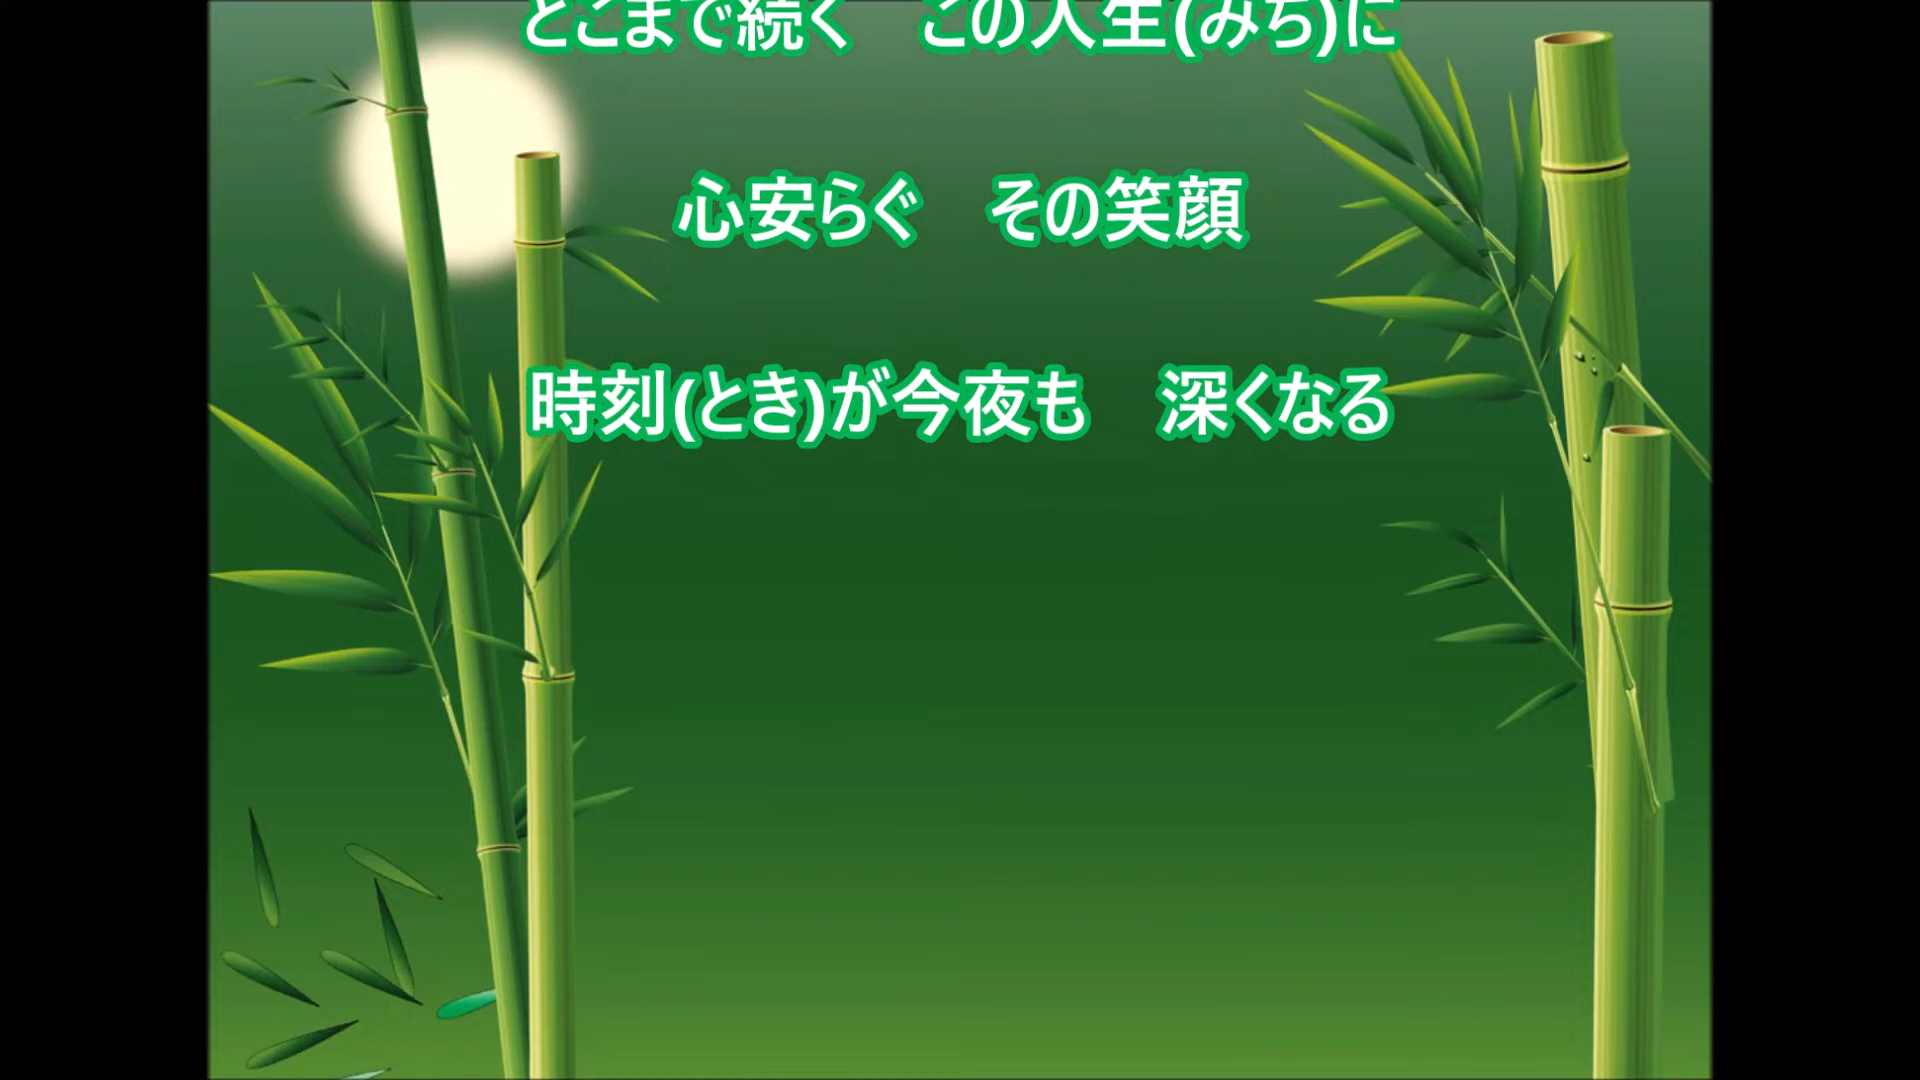 どこまで続く　この人生(みち)に
心安らぐ　その笑顔
時刻(とき)が今夜も　深くなる